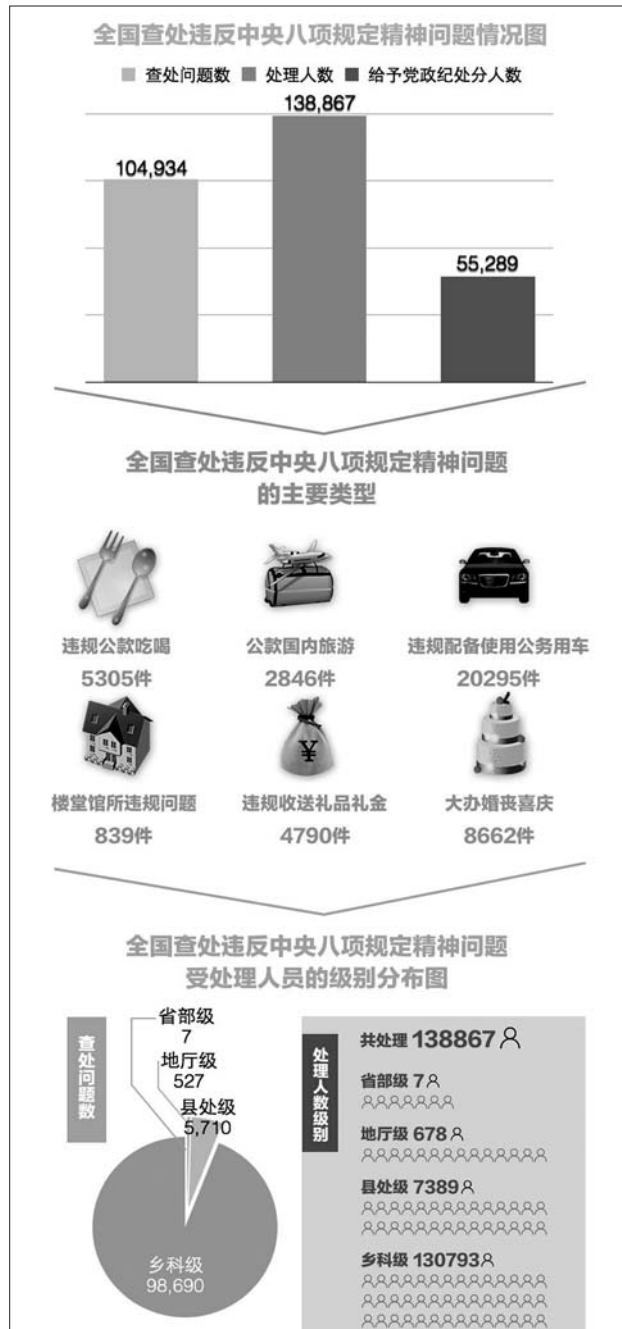 全国查处违反中央八项规定精神问题情况图
查处问题数 处理人数 给予党政纪处分人数
138,867
104,934
55,289
全国查处违反中央八项规定精神问题
的主要类型
违规公款吃喝 公款国内旅游 违规配备使用公务用车
5305件 2846件 20295件
¥
楼堂馆所违规问题 违规收送礼品礼金 大办婚丧喜庆
839件 4790件 8662件
全国查处违反中央八项规定精神问题
受处理人员的级别分布图
查处问题数
省部级
7
地厅级
527
县处级
5,710
乡科级
98,690
处理人数级别
共处理 138867
省部级 7
地厅级 678
县处级 7389
乡科级 130793